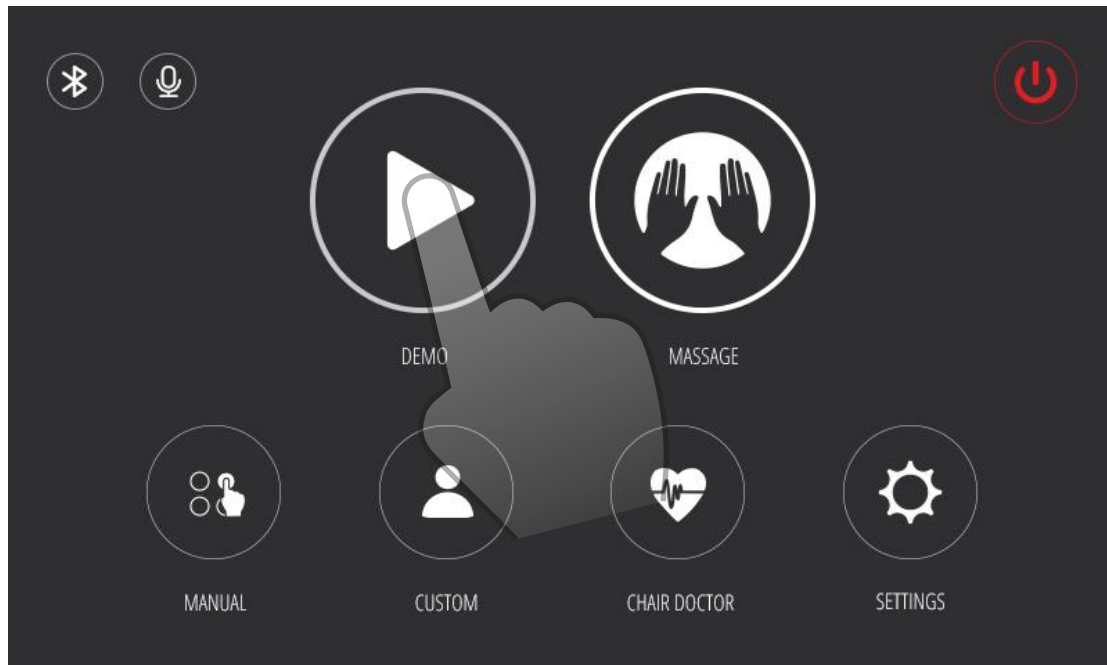 DEMO
MASSAGE
MANUAL
CUSTOM
CHAIR DOCTOR
SETTINGS